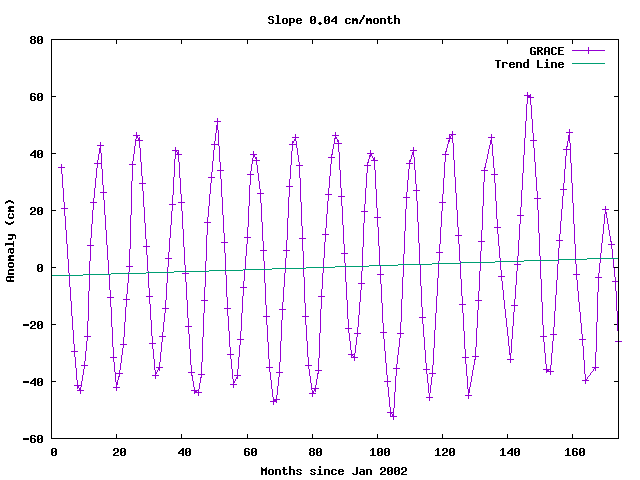 Slope 0.04 cm/month
80
60
40
20
0
-20
-40
-60
Anomaly (cm)
GRACE
Trend Line
0 20 40 60 80 100 120 140 160
Months since Jan 2002